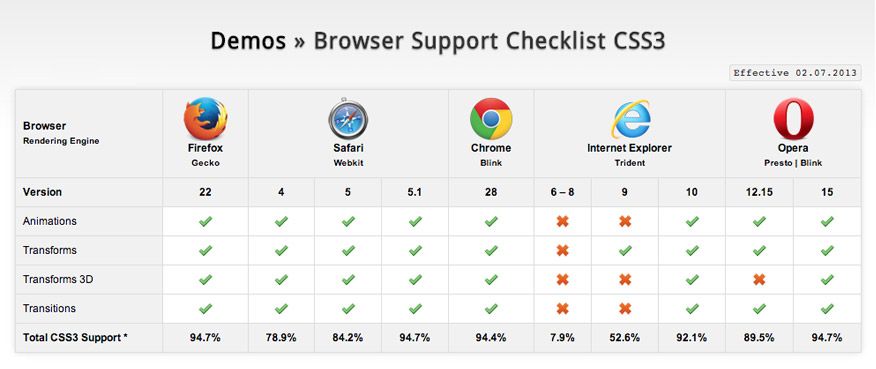 Demos » Browser Support Checklist CSS3
Effective 02.07.2013
Browser
Rendering Engine
Firefox
Gecko
Safari
Webkit
Chrome
Blink
Internet Explorer
Trident
Opera
Presto | Blink
Version 22 4 5 5.1 28 6 – 8 9 10 12.15 15
Animations
Transforms
Transforms 3D
Transitions
Total CSS3 Support * 94.7% 78.9% 84.2% 94.7% 94.4% 7.9% 52.6% 92.1% 89.5% 94.7%